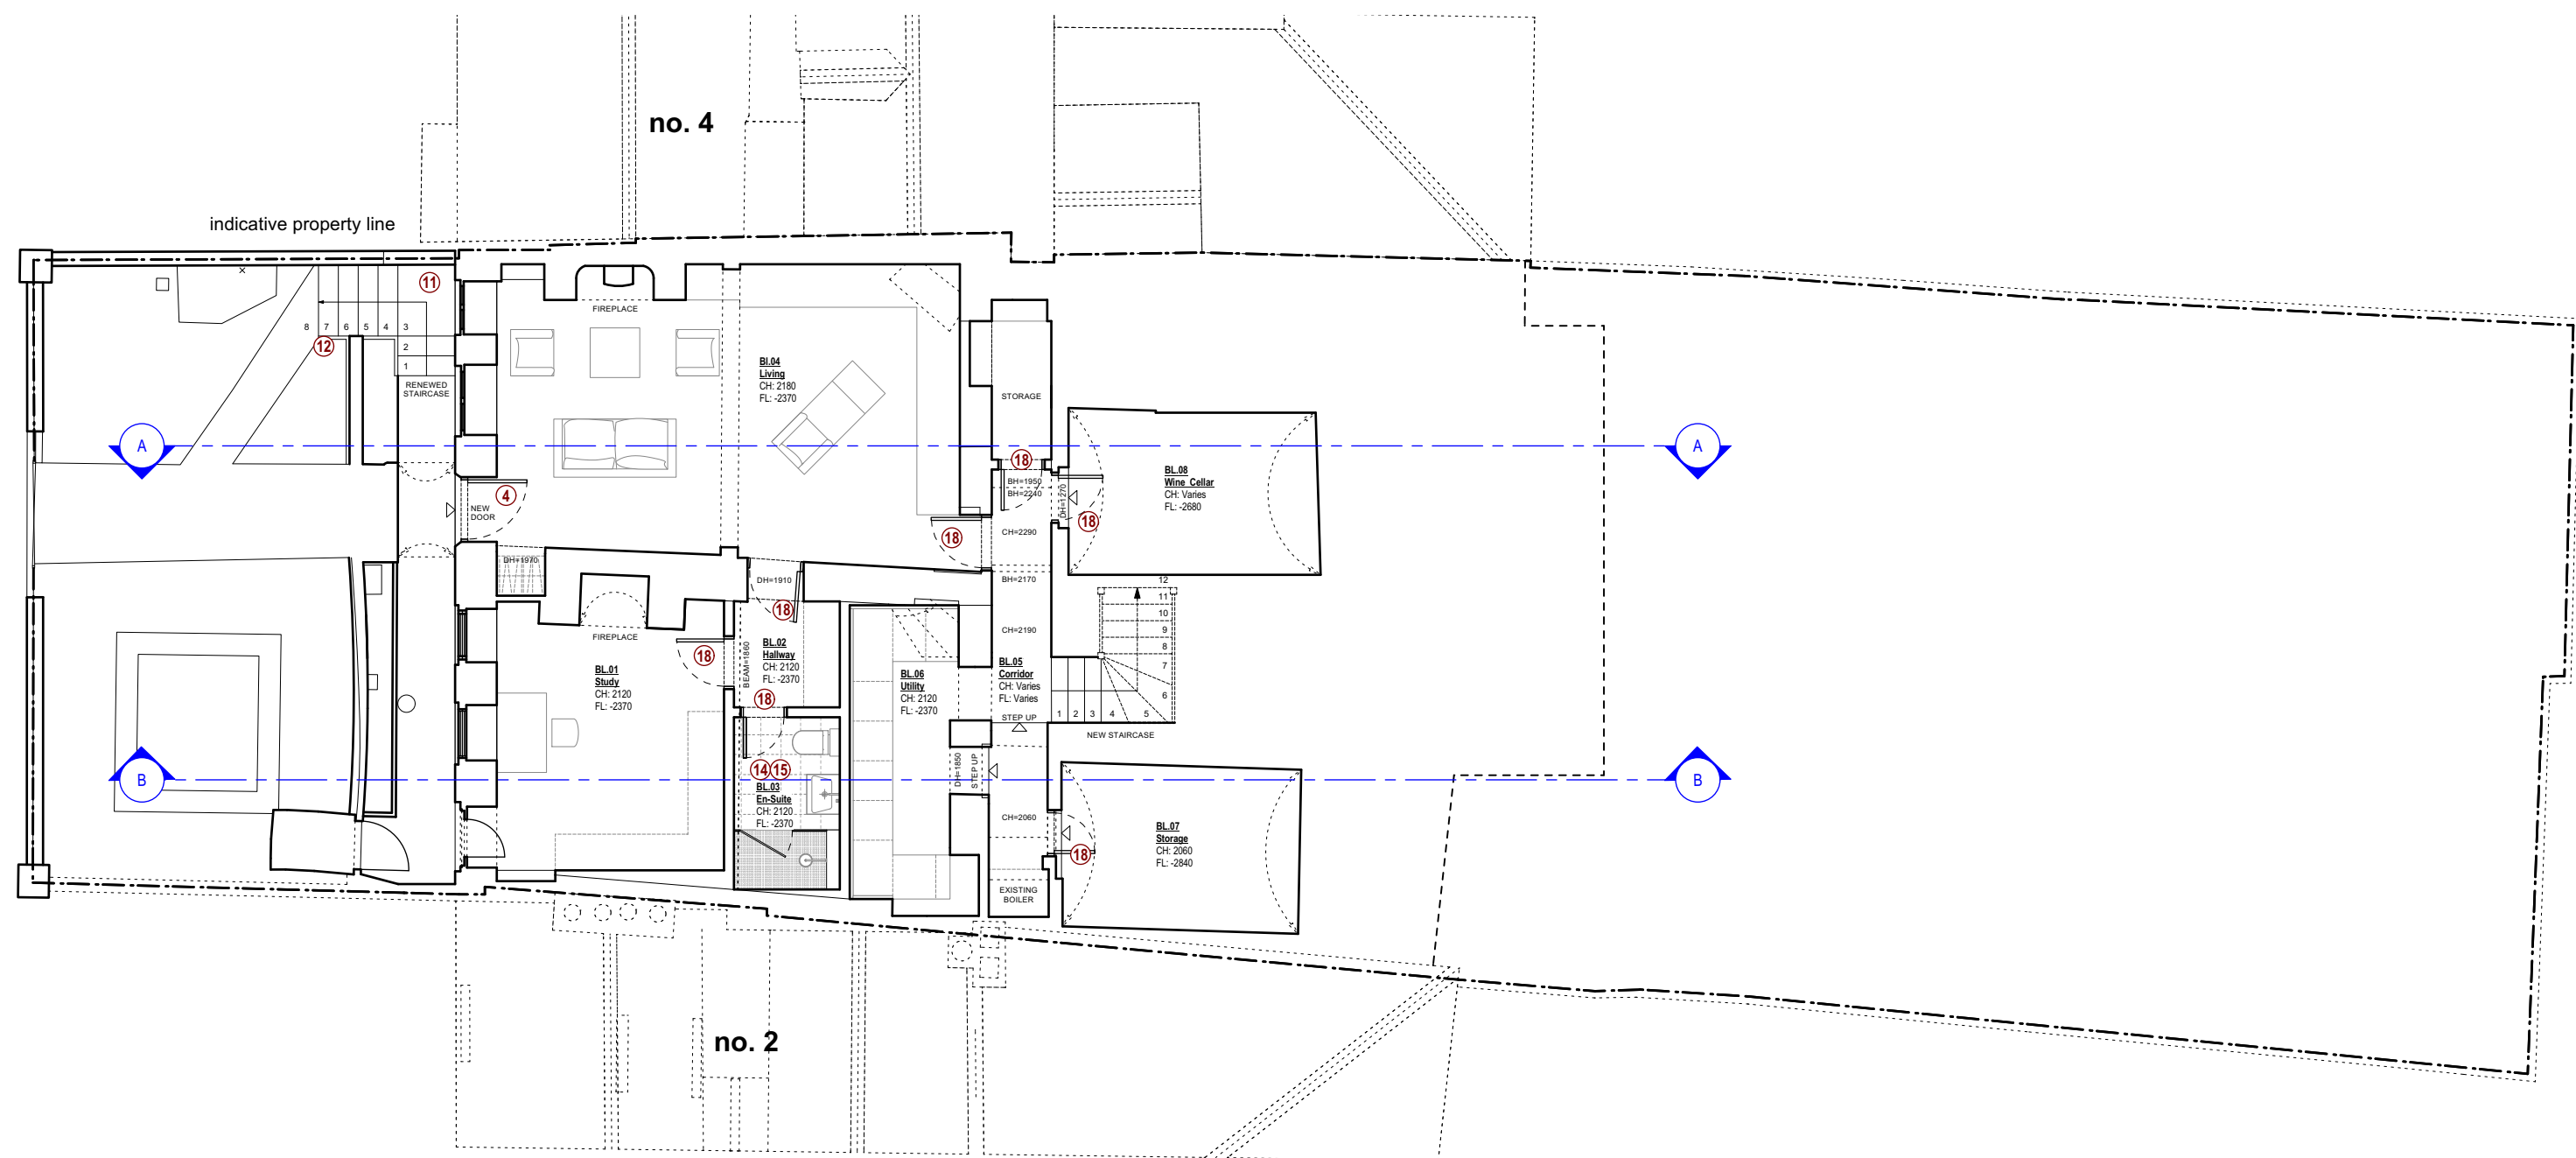 no. 4
indicative property line
11
8 7 6 5 4 3
2
1
12
RENEWED
STAIRCASE
FIREPLACE
BI.04
Living
CH: 2180
FL: -2370
STORAGE
A
A
18
BH=1950
BH=2240
DH=1270
18
BL.08
Wine Cellar
CH: Varies
FL: -2680
4
NEW
DOOR
18
CH=2290
DH=1970
DH=1910
BH=2170
18
12
11
10
9
8
7
6
FIREPLACE
CH=2190
18
BEAM=1860
BL.02
Hallway
CH: 2120
FL: -2370
BL.01
Study
CH: 2120
FL: -2370
BL.06
Utility
CH: 2120
FL: -2370
BL.05
Corridor
CH: Varies
FL: Varies
18
STEP UP
1 2 3 4 5
NEW STAIRCASE
14 15
BL.03
En-Suite
CH: 2120
FL: -2370
DH=1850
STEP UP
B
B
CH=2060
BL.07
Storage
CH: 2060
FL: -2840
18
EXISTING
BOILER
no. 2